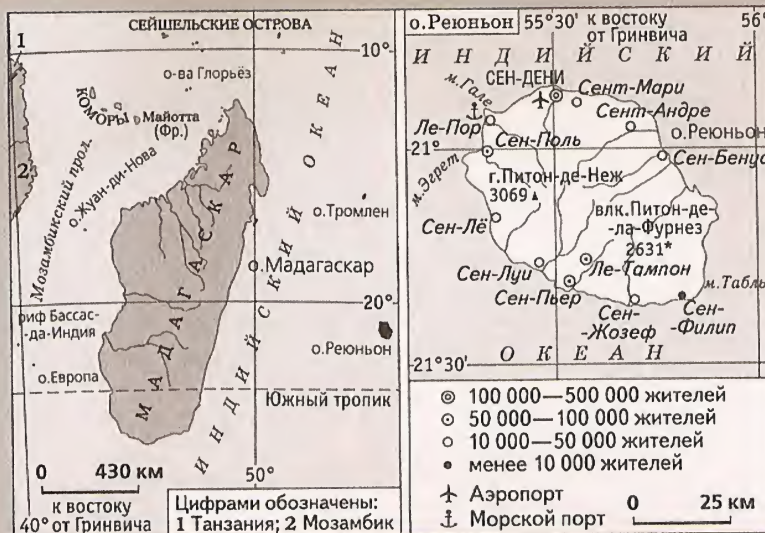 СЕЙШЕЛЬСКИЕ ОСТРОВА
1
10°
о-ва Глорьёз
КОМОРЫ
Майотта
(Фр.)
2
Мозамбикский прол.
о.Жуан-ди-Нова
МАДАГАСКАР
ИНДИЙСКИЙ ОКЕАН
о.Тромлен
о.Мадагаскар
20°
риф Бассас-
-да-Индия
о.Реюньон
о.Европа
Южный тропик
0 430 км
50°
к востоку
40° от Гринвича
Цифрами обозначены:
1 Танзания; 2 Мозамбик
о.Реюньон
55°30' к востоку
от Гринвича
56°
ИНДИЙСКИЙ
м.Гале
СЕН-ДЕНИ
Сент-Мари
Сент-Андре
Ле-Пор
Сен-Поль
о.Реюньон
21°
Сен-Бенуа
м.Эгрет
г.Питон-де-Неж
3069
влк.Питон-де-
-ла-Фурнез
2631*
Сен-Лё
Сен-Луи
Ле-Тампон
Сен-Пьер
м.Табль
Сен-
-Жозеф
Сен-
-Филип
21°30'
ОКЕАН
100 000—500 000 жителей
50 000—100 000 жителей
10 000—50 000 жителей
менее 10 000 жителей
Аэропорт
Морской порт
0 25 км